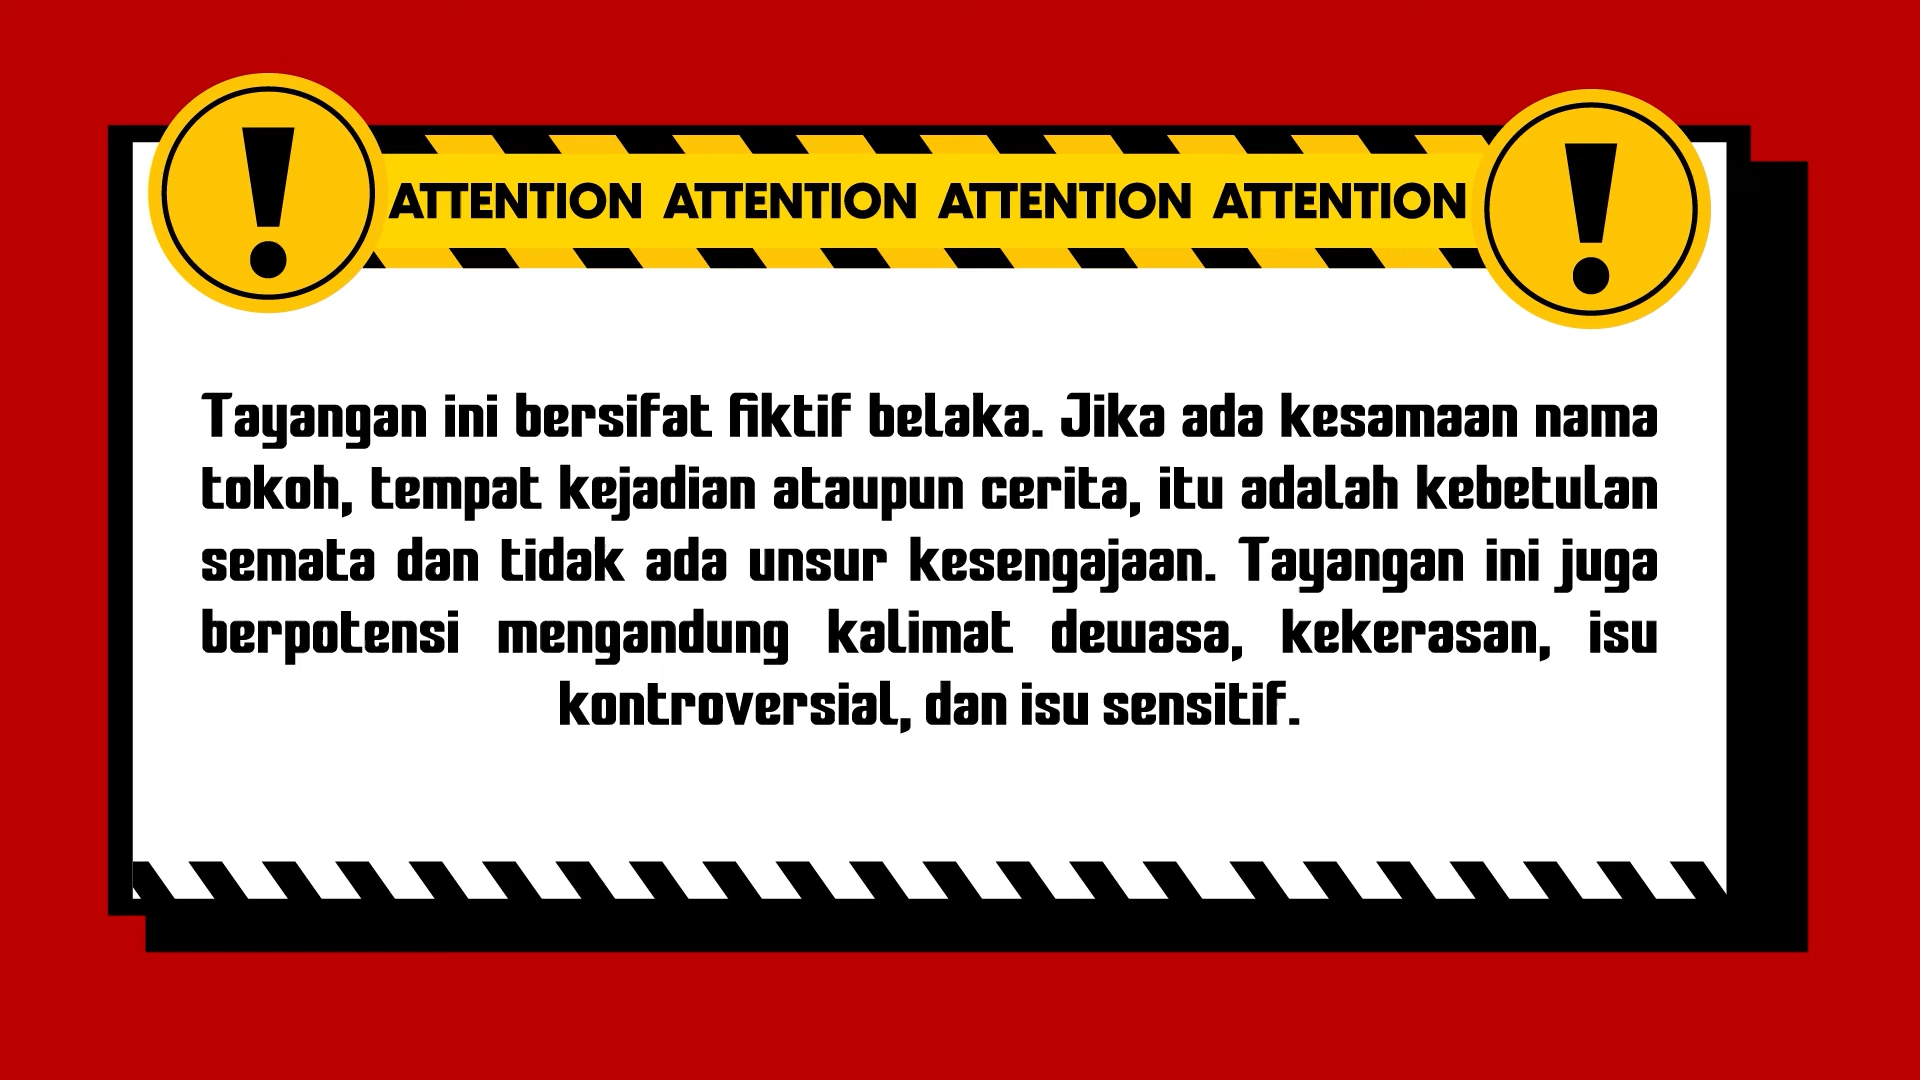 ATTENTION ATTENTION ATTENTION ATTENTION
Tayangan ini bersifat fiktif belaka. Jika ada kesamaan nama
tokoh, tempat kejadian ataupun cerita, itu adalah kebetulan
semata dan tidak ada unsur kesengajaan. Tayangan ini juga
berpotensi mengandung kalimat dewasa, kekerasan, isu
kontroversial, dan isu sensitif.